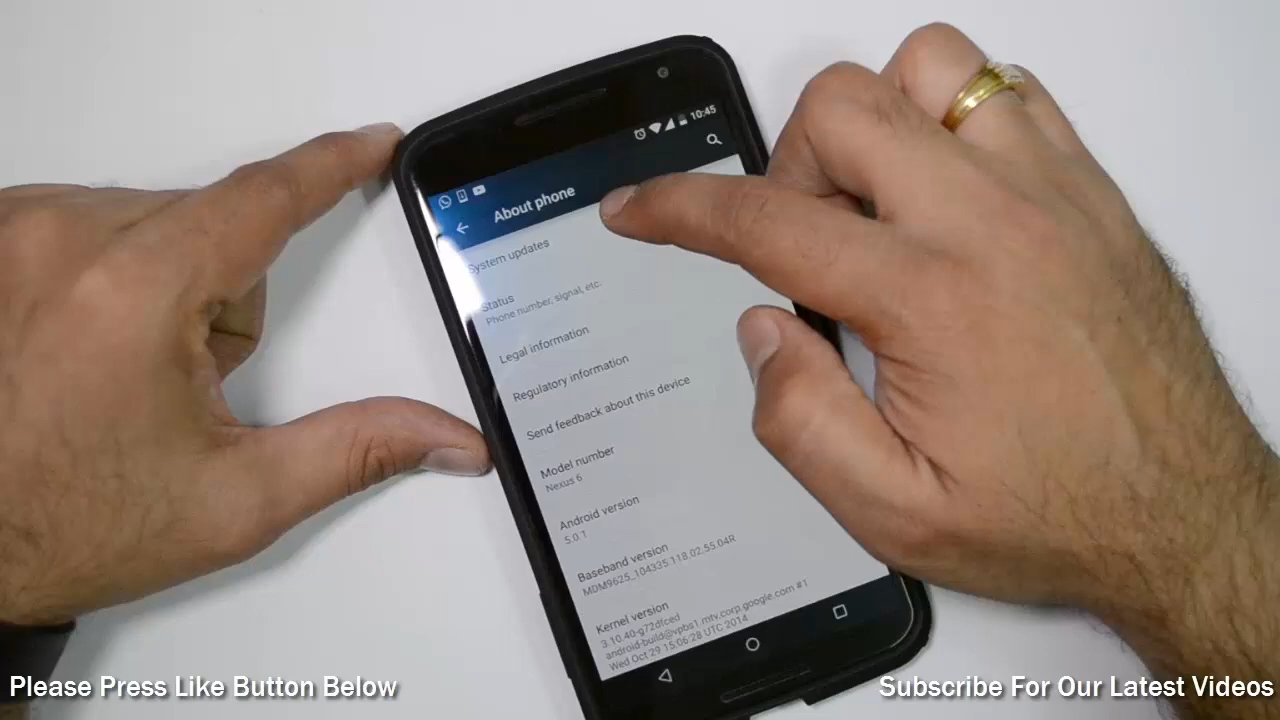 10:45
About phone
System updates
Status
Phone number, signal, etc.
Legal information
Regulatory information
Send feedback about this device
Model number
Nexus 6
Android version
5.0.1
Baseband version
MDM9625_104335.118.02.55.04R
Kernel version
3.10.40-g72dfced
android-build@vpbs1.mtv.corp.google.com #1
Wed Oct 29 15:06:28 UTC 2014
Please Press Like Button Below
Subscribe For Our Latest Videos